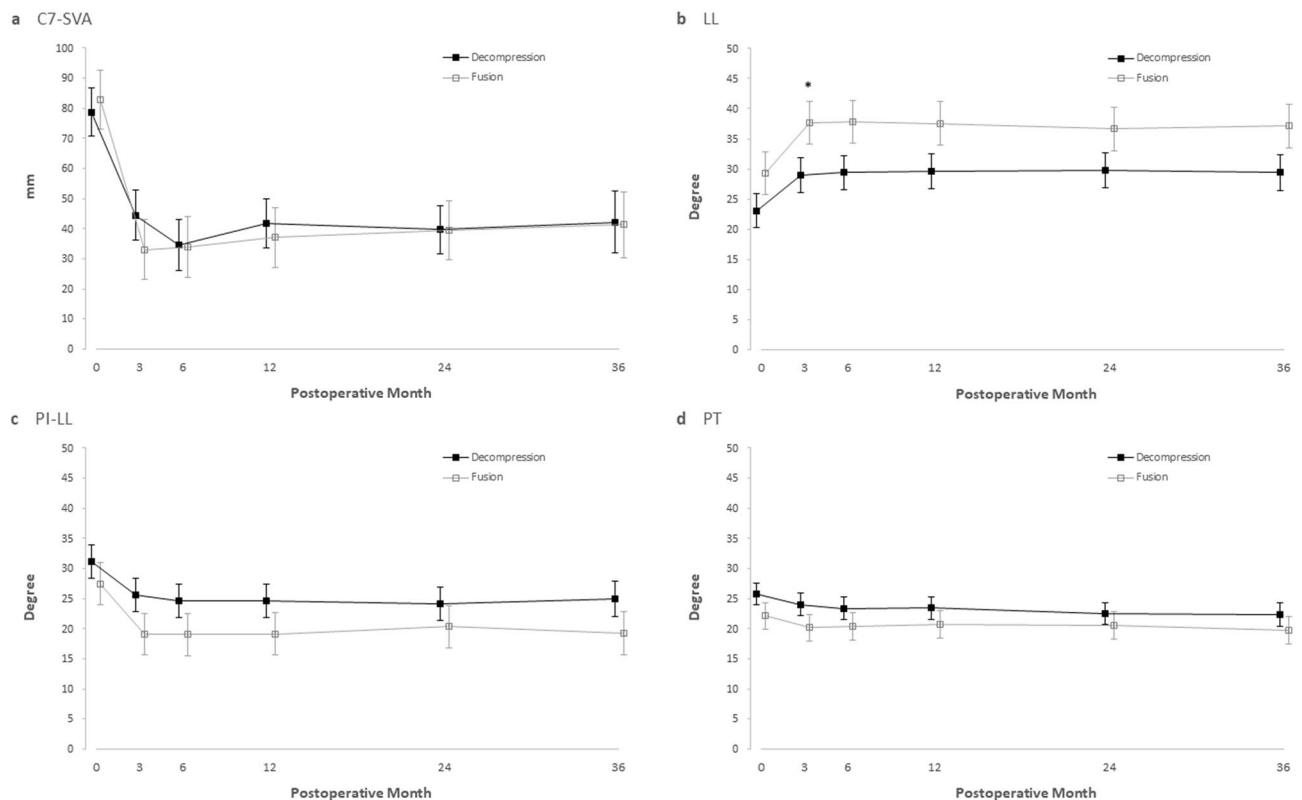 a C7-SVA
100
90
80
70
60
50
40
30
20
10
0
mm
Decompression
Fusion
0 3 6 12 24 36
Postoperative Month
b LL
50
45
40
35
30
25
20
15
10
5
0
Degree
*
Decompression
Fusion
0 3 6 12 24 36
Postoperative Month
c PI-LL
50
45
40
35
30
25
20
15
10
5
0
Degree
Decompression
Fusion
0 3 6 12 24 36
Postoperative Month
d PT
50
45
40
35
30
25
20
15
10
5
0
Degree
Decompression
Fusion
0 3 6 12 24 36
Postoperative Month